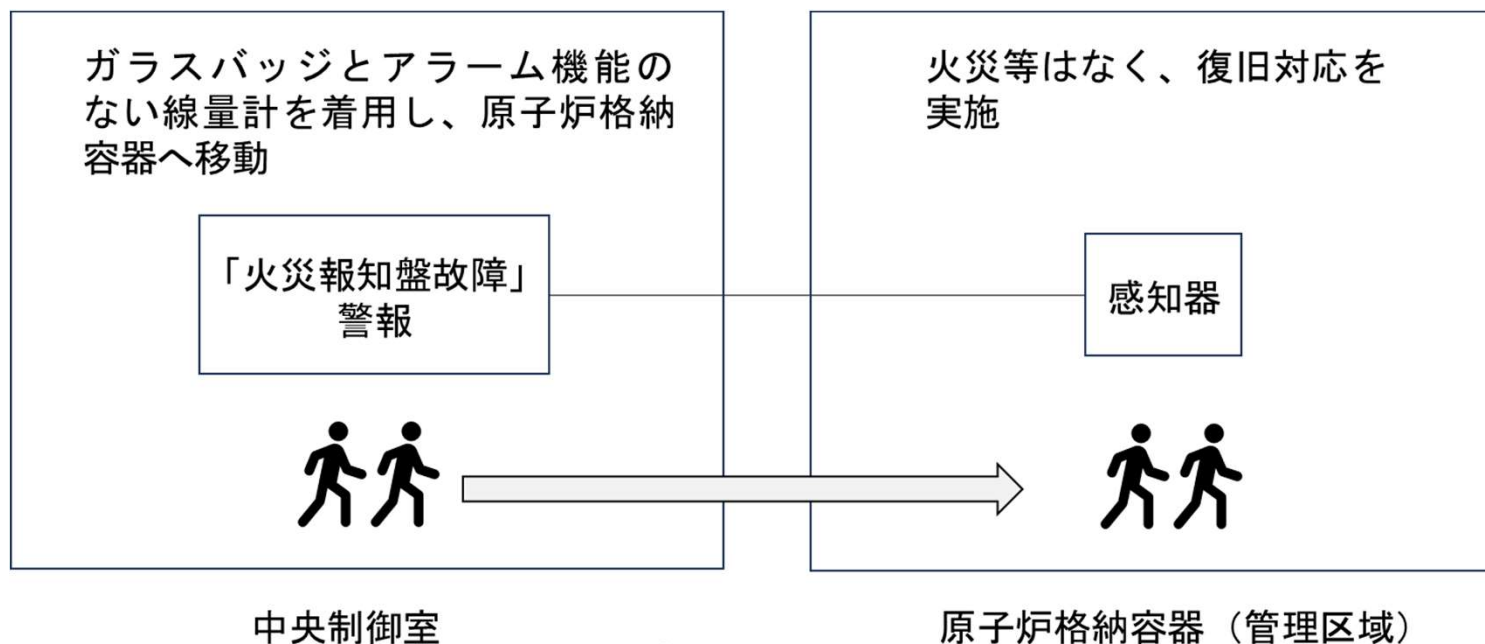 ガラスバッジとアラーム機能の
ない線量計を着用し、原子炉格納
容器へ移動
「火災報知盤故障」
警報
中央制御室
火災等はなく、復旧対応を
実施
感知器
原子炉格納容器（管理区域）